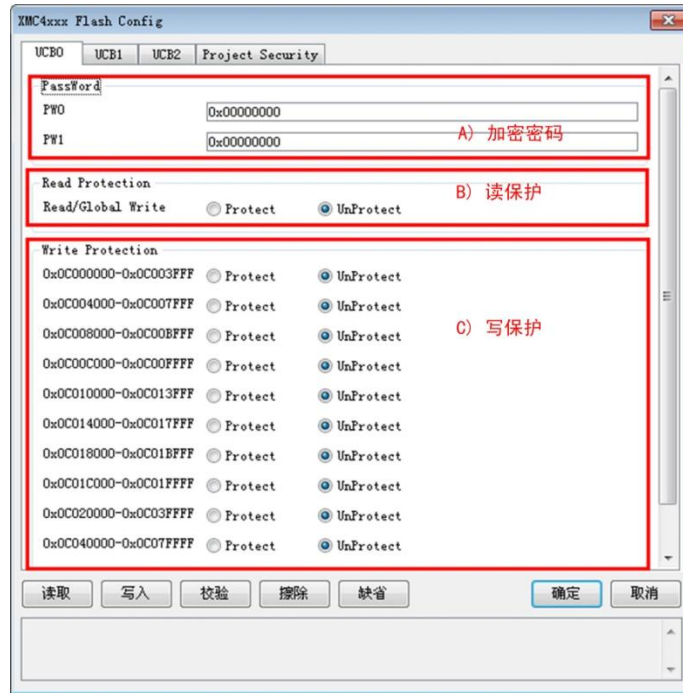 XMC4xxx Flash Config
UCB0 UCB1 UCB2 Project Security
PassWord
PW0 0x00000000
PW1 0x00000000
A) 加密密码
Read Protection
B) 读保护
Read/Global Write Protect UnProtect
Write Protection
0x0C000000-0x0C003FFF Protect UnProtect
0x0C004000-0x0C007FFF Protect UnProtect
0x0C008000-0x0C00BFFF Protect UnProtect
C) 写保护
0x0C00C000-0x0C00FFFF Protect UnProtect
0x0C010000-0x0C013FFF Protect UnProtect
0x0C014000-0x0C017FFF Protect UnProtect
0x0C018000-0x0C01BFFF Protect UnProtect
0x0C01C000-0x0C01FFFF Protect UnProtect
0x0C020000-0x0C03FFFF Protect UnProtect
0x0C040000-0x0C07FFFF Protect UnProtect
读取 写入 校验 擦除 缺省 确定 取消